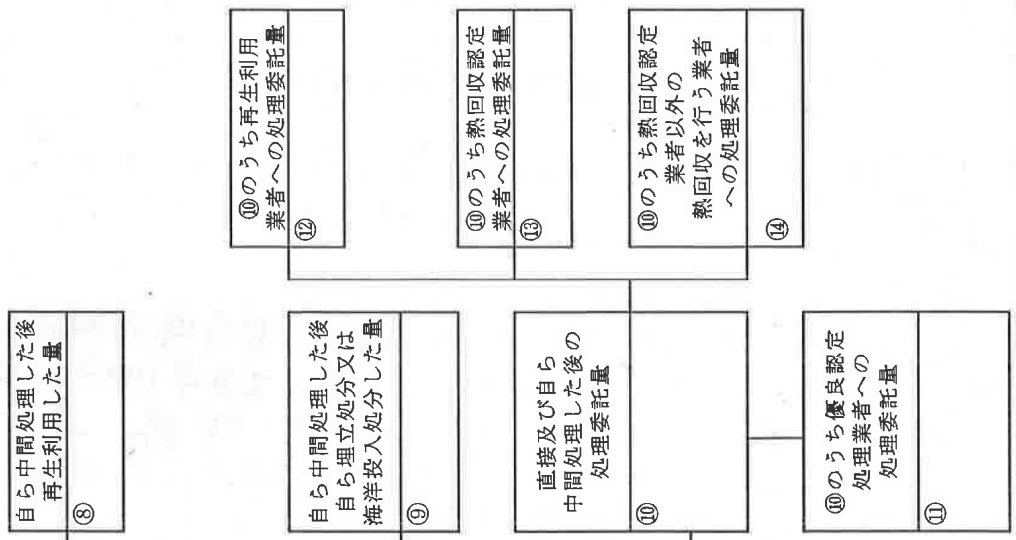 自ら中間処理した後
再生利用した量
⑧
自ら中間処理した後
自ら埋立処分又は
海洋投入処分した量
⑨
直接及び自ら
中間処理した後の
処理委託量
⑩
⑩のうち優良認定
処理業者への
処理委託量
⑪
⑩のうち再生利用
業者への処理委託量
⑫
⑩のうち熱回収認定
業者への処理委託量
⑬
⑩のうち熱回収認定
業者以外の
熱回収を行う業者
への処理委託量
⑭